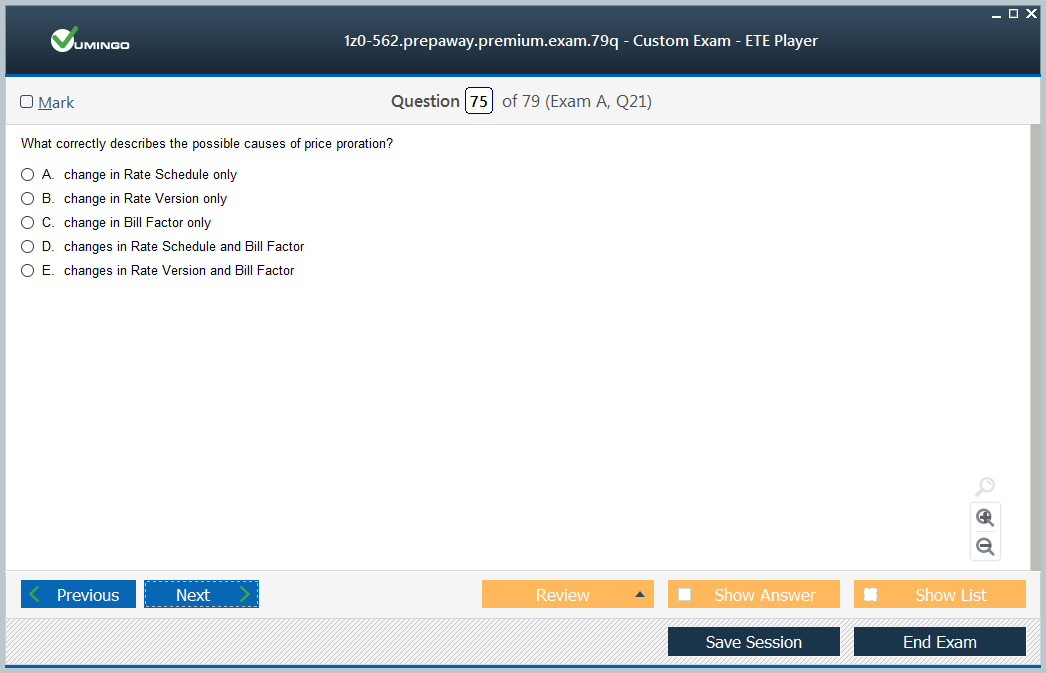 VUMINGO
1z0-562.prepaway.premium.exam.79q - Custom Exam - ETE Player
Mark
Question 75 of 79 (Exam A, Q21)
What correctly describes the possible causes of price proration?
A. change in Rate Schedule only
B. change in Rate Version only
C. change in Bill Factor only
D. changes in Rate Schedule and Bill Factor
E. changes in Rate Version and Bill Factor
Previous
Next
Review
Show Answer
Show List
Save Session
End Exam